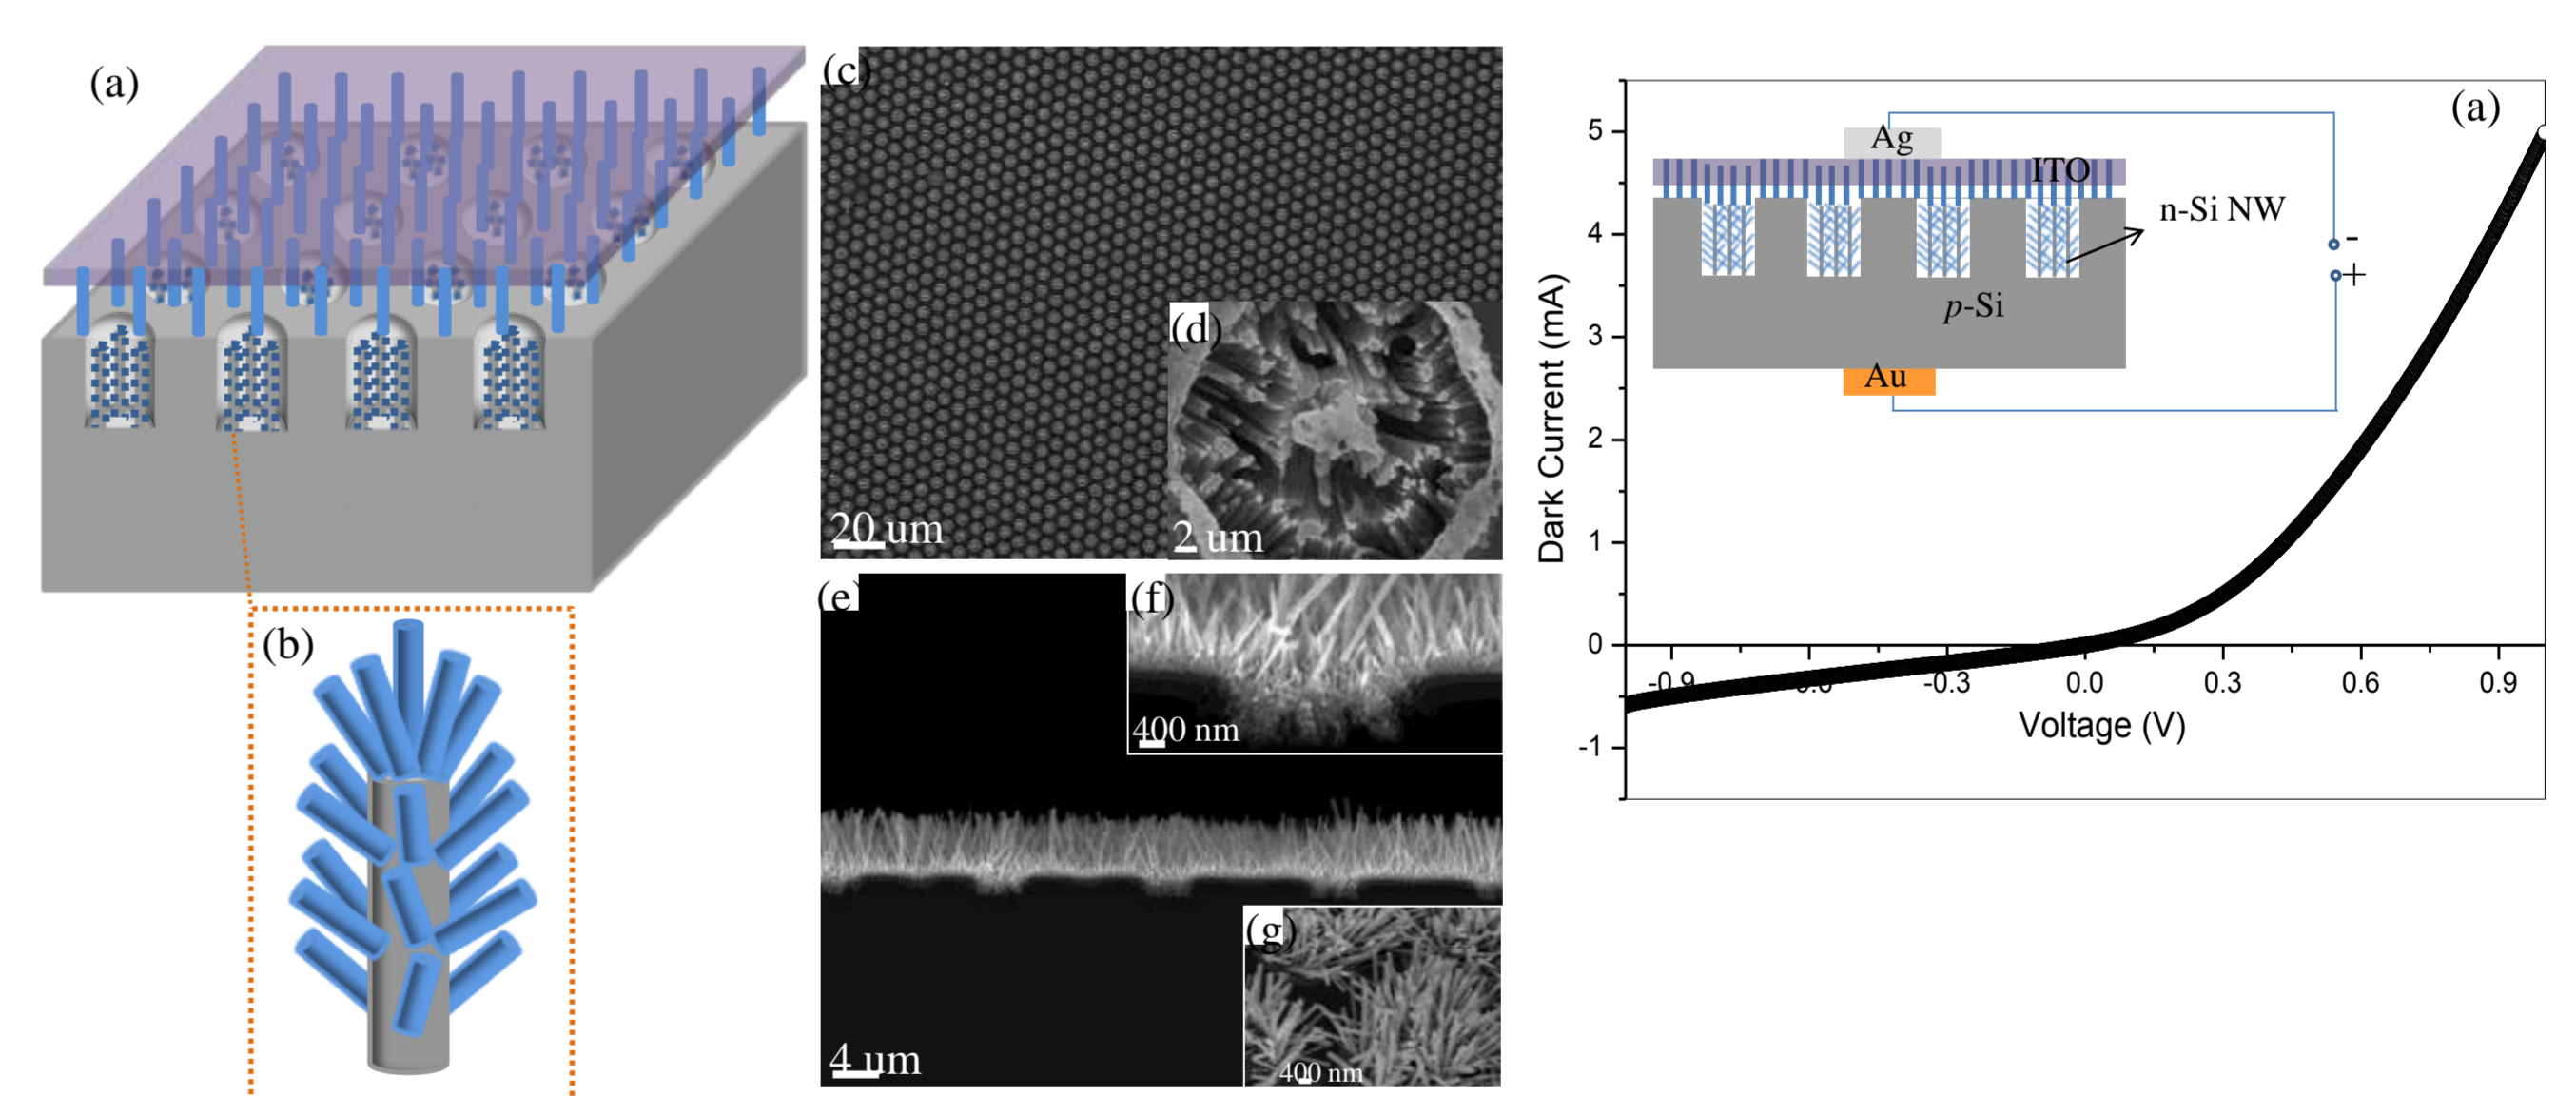 (a)
(b)
(c)
20 um
(d)
2 um
(e)
4 um
(f)
400 nm
(g)
400 nm
(a)
Dark Current (mA)
5
4
3
2
1
0
-1
Ag
ITO
n-Si NW
-
+
p-Si
Au
-0.9
-0.3
0.0
0.3
0.6
0.9
Voltage (V)